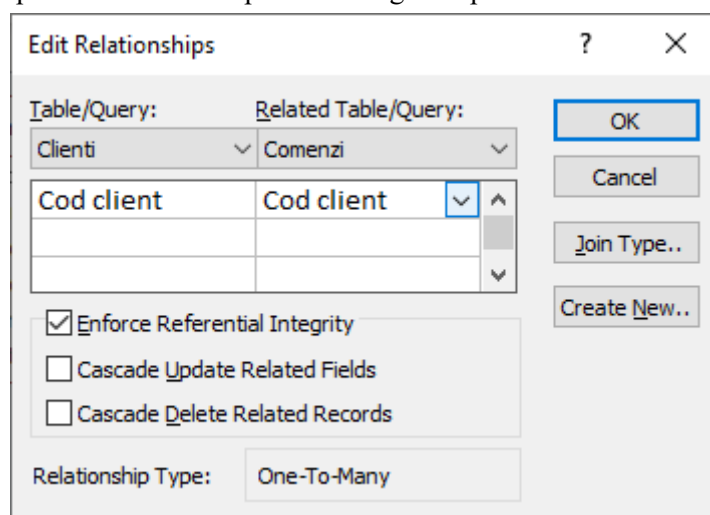 Edit Relationships ? ×
Table/Query: Related Table/Query:
Clienti Comenzi
Cod client Cod client
Enforce Referential Integrity
Cascade Update Related Fields
Cascade Delete Related Records
Relationship Type: One-To-Many
OK
Cancel
Join Type..
Create New..